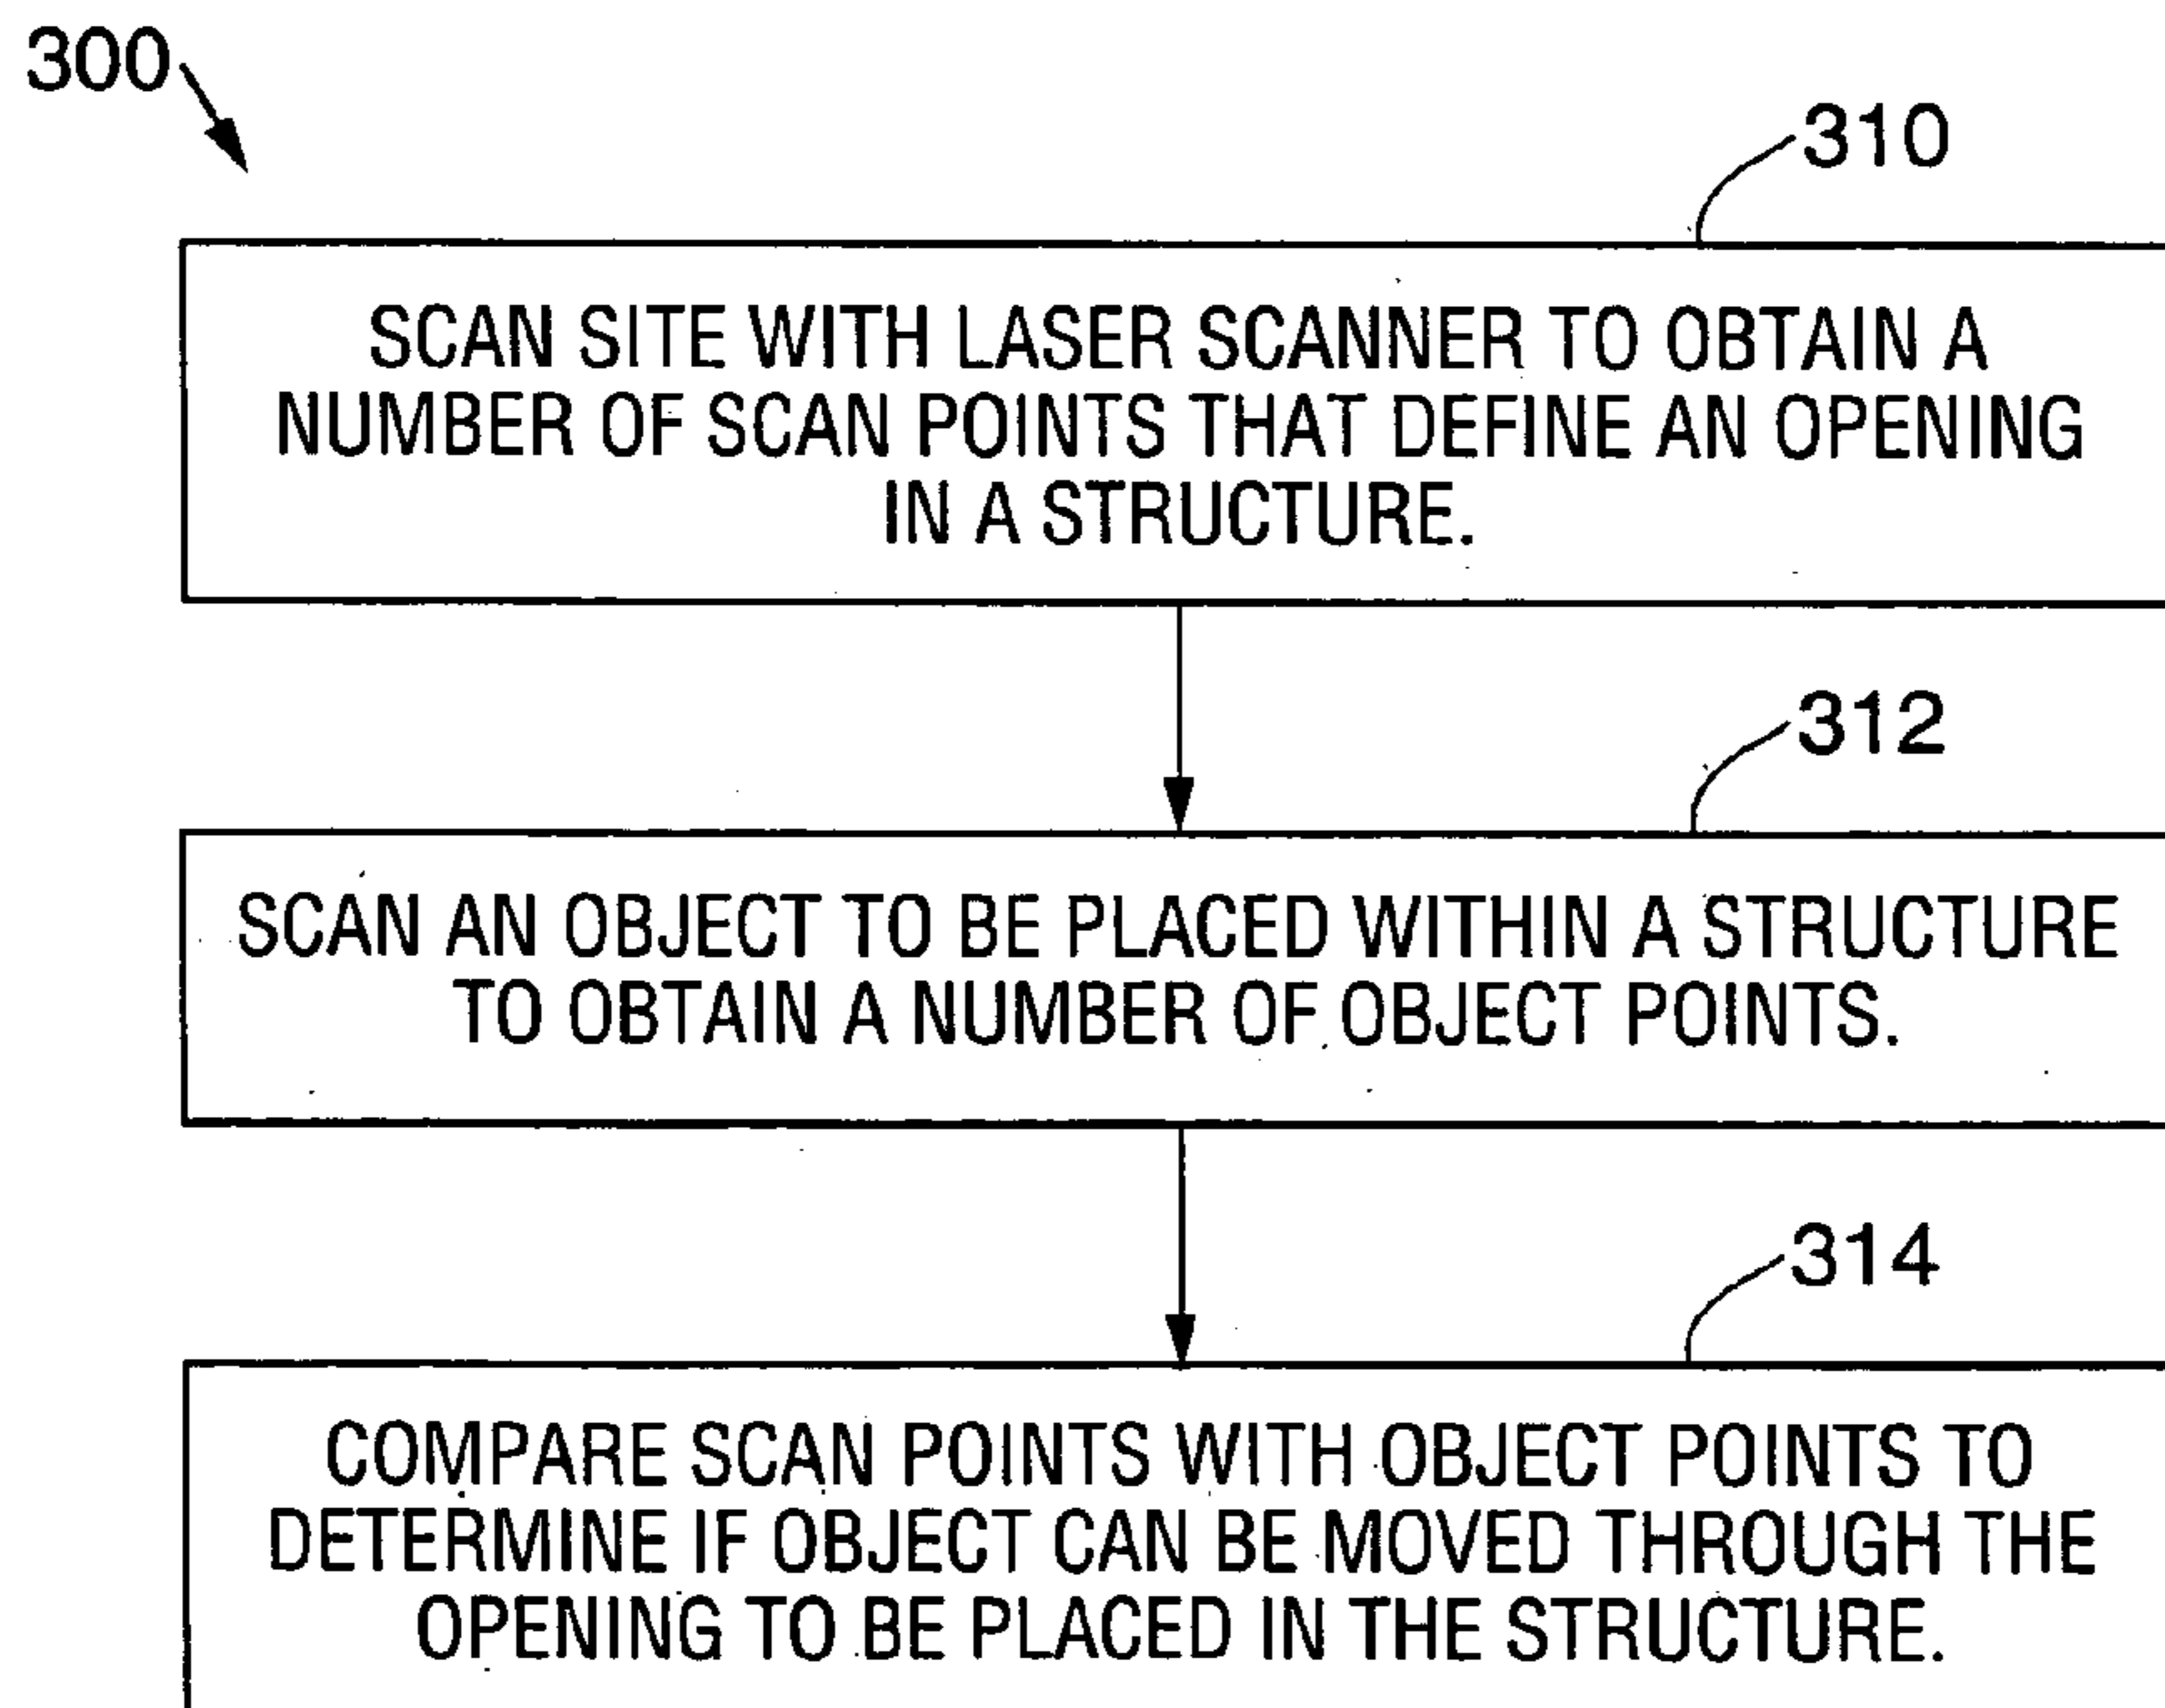 300
310
SCAN SITE WITH LASER SCANNER TO OBTAIN A
NUMBER OF SCAN POINTS THAT DEFINE AN OPENING
IN A STRUCTURE.
312
SCAN AN OBJECT TO BE PLACED WITHIN A STRUCTURE
TO OBTAIN A NUMBER OF OBJECT POINTS.
314
COMPARE SCAN POINTS WITH OBJECT POINTS TO
DETERMINE IF OBJECT CAN BE MOVED THROUGH THE
OPENING TO BE PLACED IN THE STRUCTURE.